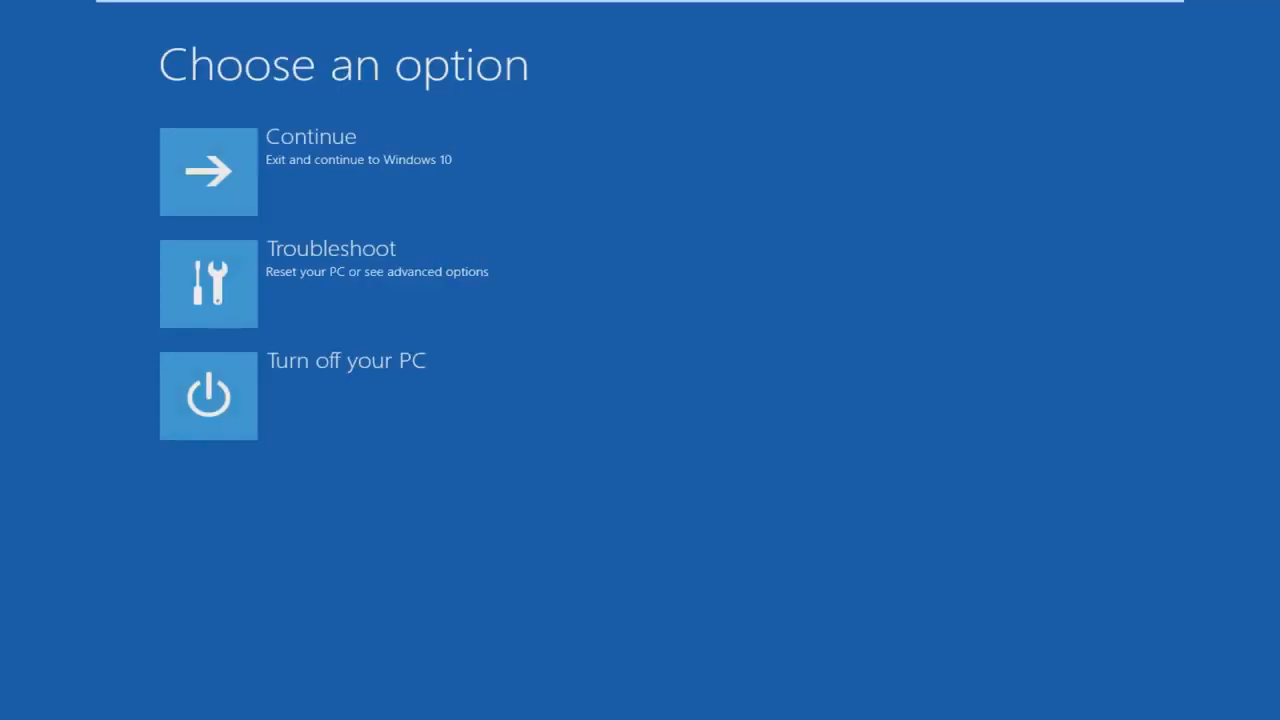 Choose an option
Continue
Exit and continue to Windows 10
Troubleshoot
Reset your PC or see advanced options
Turn off your PC